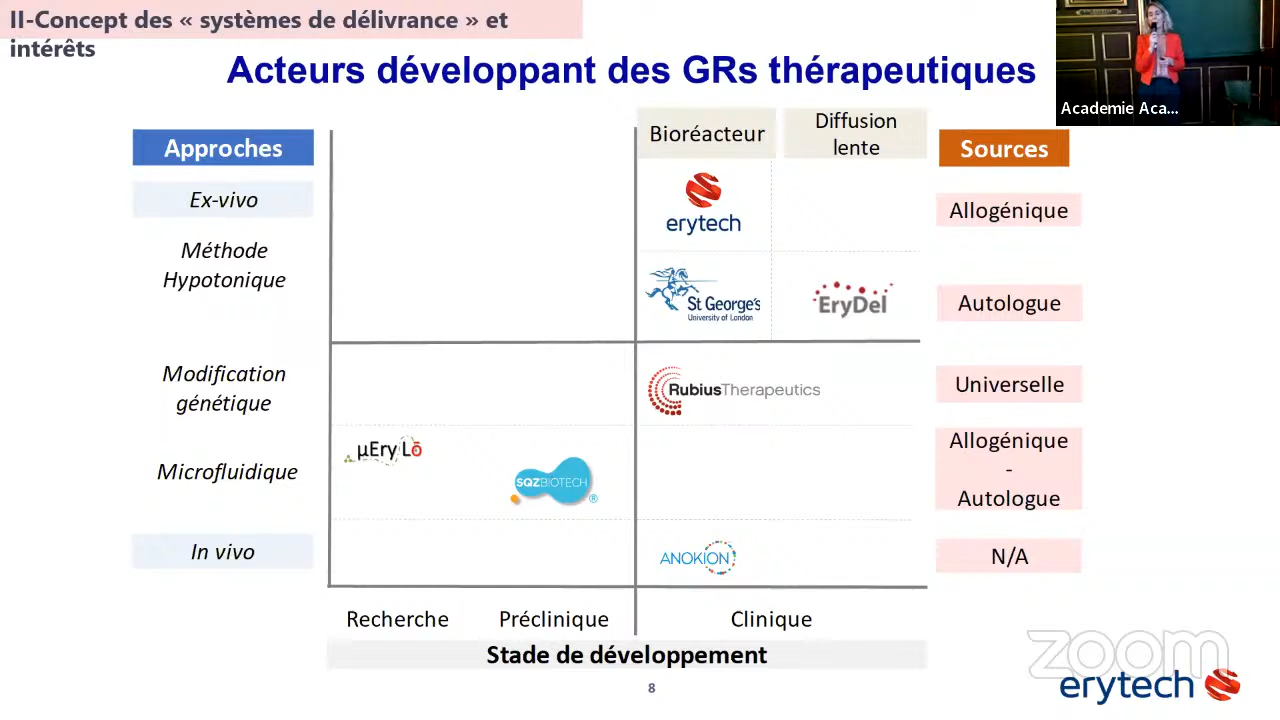 II-Concept des « systèmes de délivrance » et
intérêts
Acteurs développant des GRs thérapeutiques
Academie Aca...
Approches
Bioréacteur
Diffusion
lente
Sources
Ex-vivo
erytech
Allogénique
Méthode
Hypotonique
St George's
University of London
EryDel
Autologue
Modification
génétique
RubiusTherapeutics
Universelle
Microfluidique
µEryLō
SQZBIOTECH®
Allogénique
-
Autologue
In vivo
ANOKION
N/A
Recherche
Préclinique
Clinique
Stade de développement
8
zoom
erytech